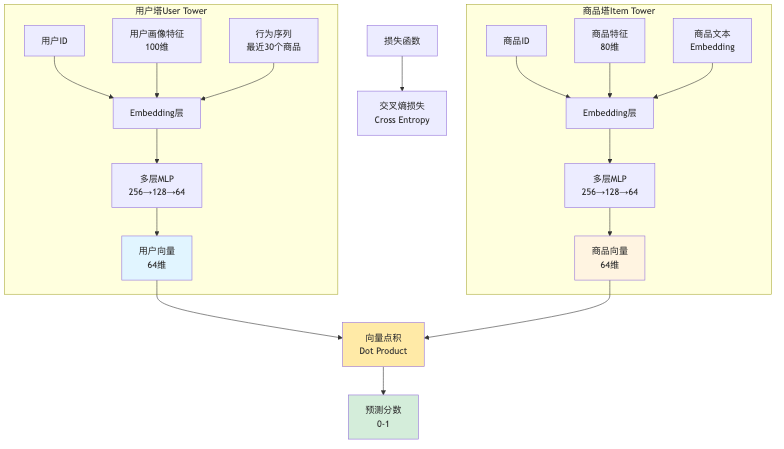 用户塔User Tower
用户ID
用户画像特征
100维
行为序列
最近30个商品
Embedding层
多层MLP
256→128→64
用户向量
64维
损失函数
交叉熵损失
Cross Entropy
商品塔Item Tower
商品ID
商品特征
80维
商品文本
Embedding
Embedding层
多层MLP
256→128→64
商品向量
64维
向量点积
Dot Product
预测分数
0-1